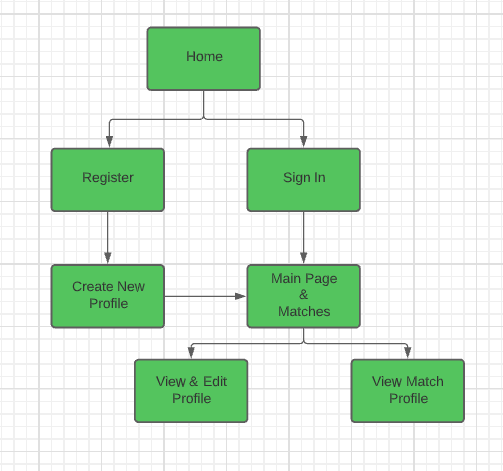 Home
Register
Sign In
Create New
Profile
Main Page
&
Matches
View & Edit
Profile
View Match
Profile